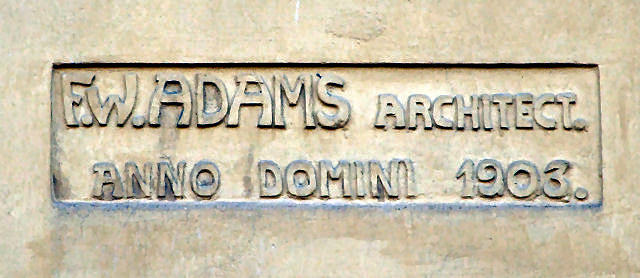 F.W. ADAMS ARCHITECT.
ANNO DOMINI 1903.